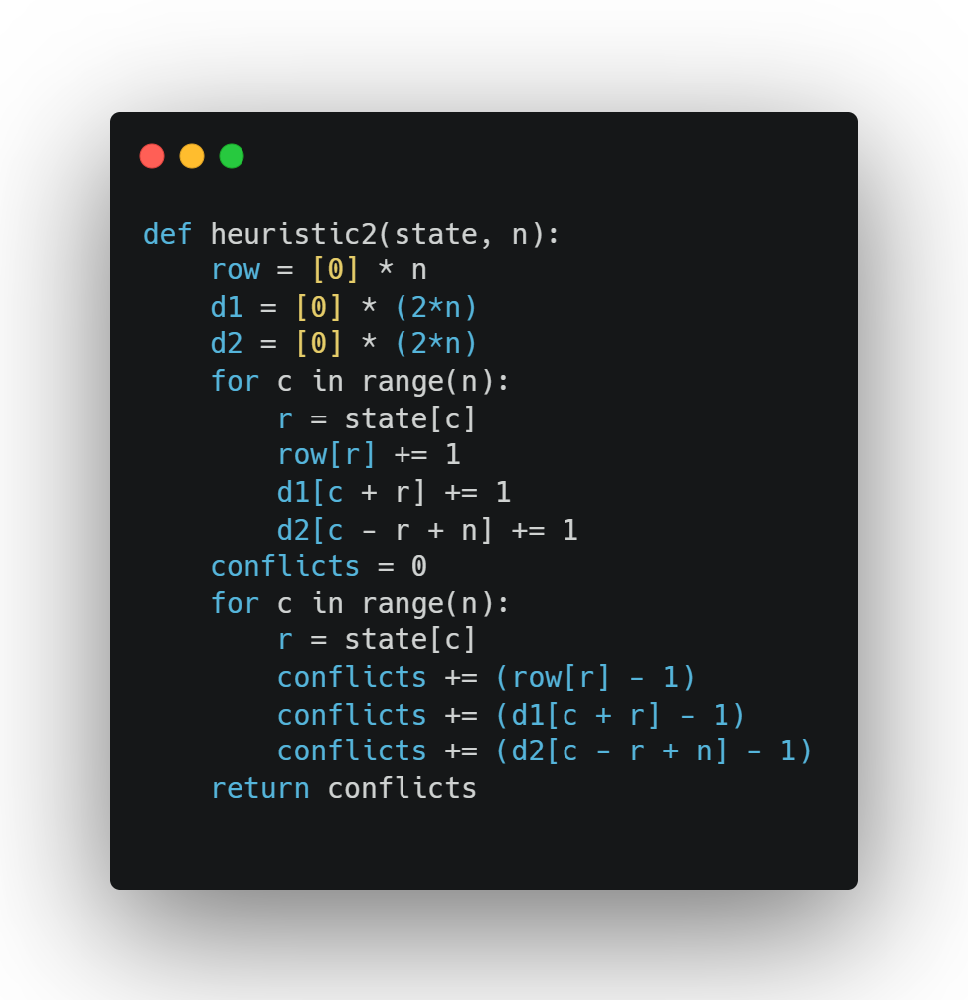 def heuristic2(state, n):
    row = [0] * n
    d1 = [0] * (2*n)
    d2 = [0] * (2*n)
    for c in range(n):
        r = state[c]
        row[r] += 1
        d1[c + r] += 1
        d2[c - r + n] += 1
    conflicts = 0
    for c in range(n):
        r = state[c]
        conflicts += (row[r] - 1)
        conflicts += (d1[c + r] - 1)
        conflicts += (d2[c - r + n] - 1)
    return conflicts